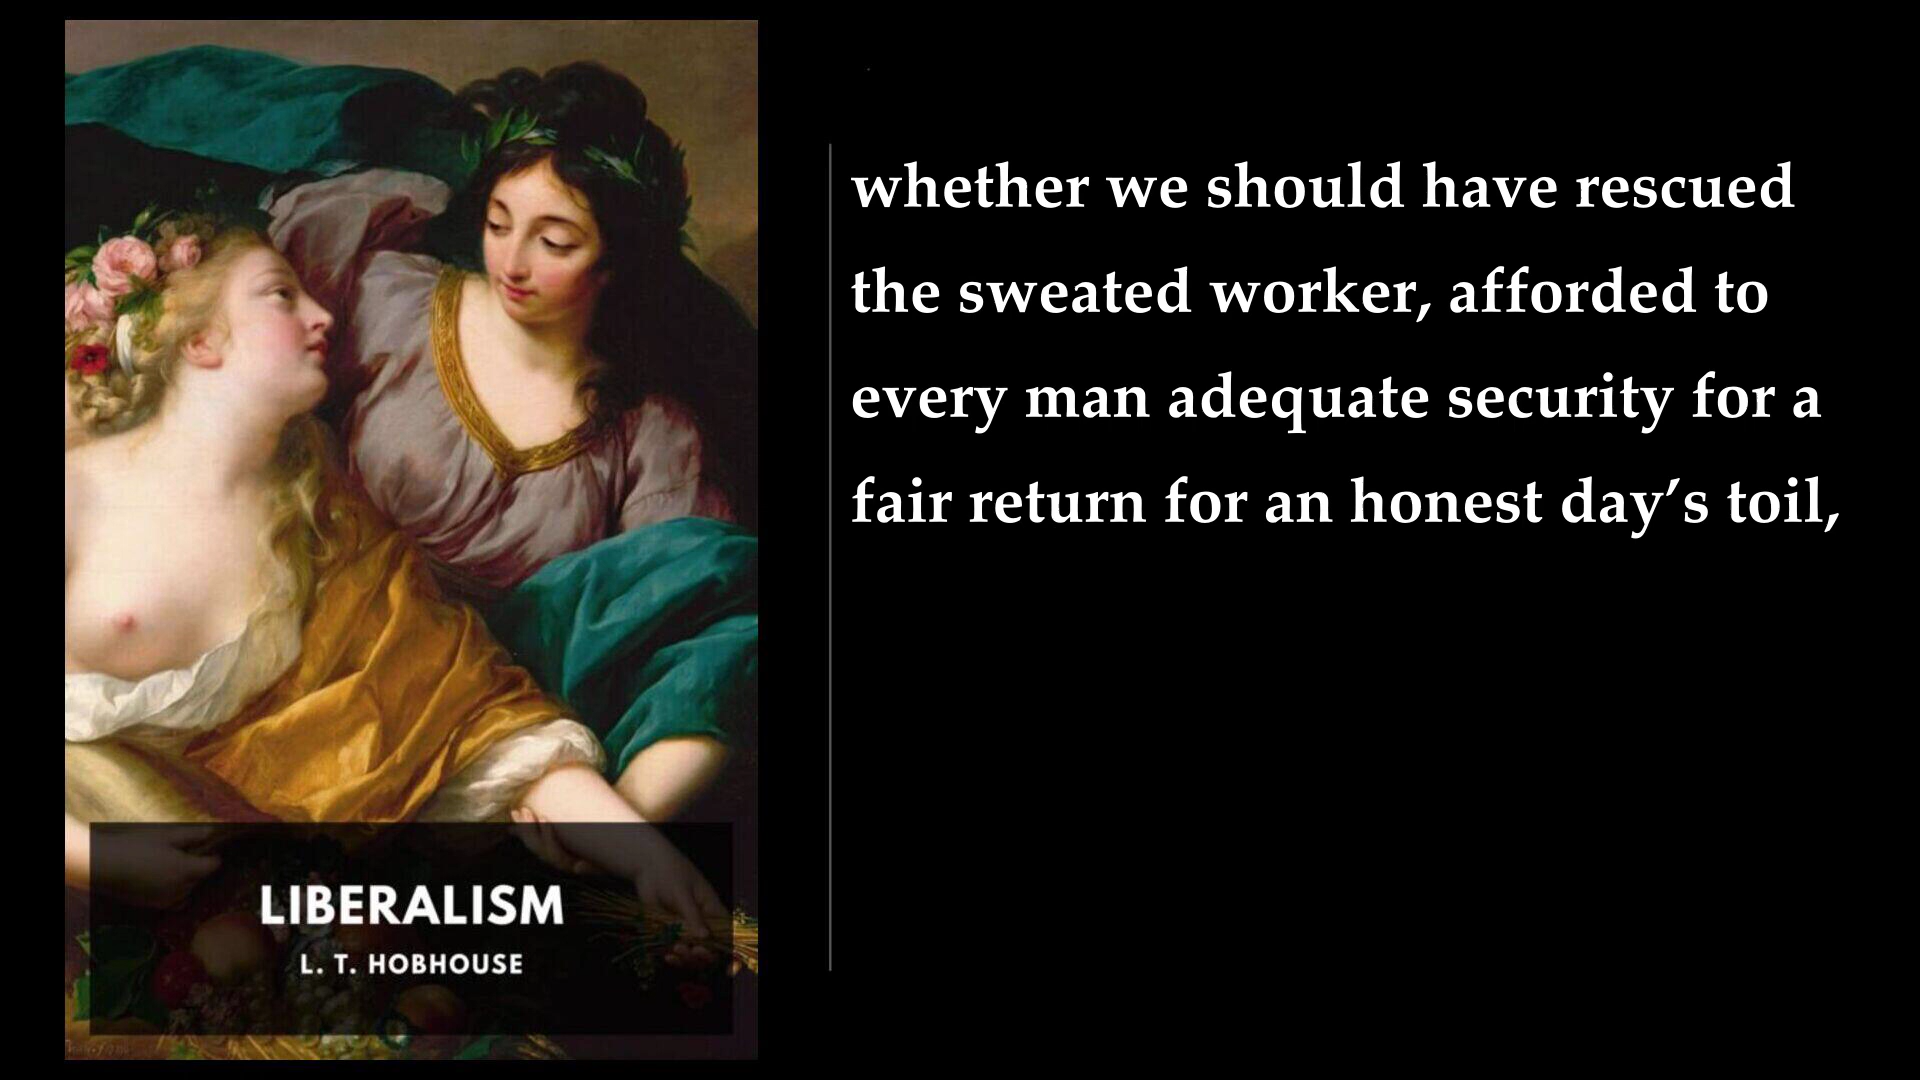 LIBERALISM
L. T. HOBHOUSE
whether we should have rescued
the sweated worker, afforded to
every man adequate security for a
fair return for an honest day’s toil,